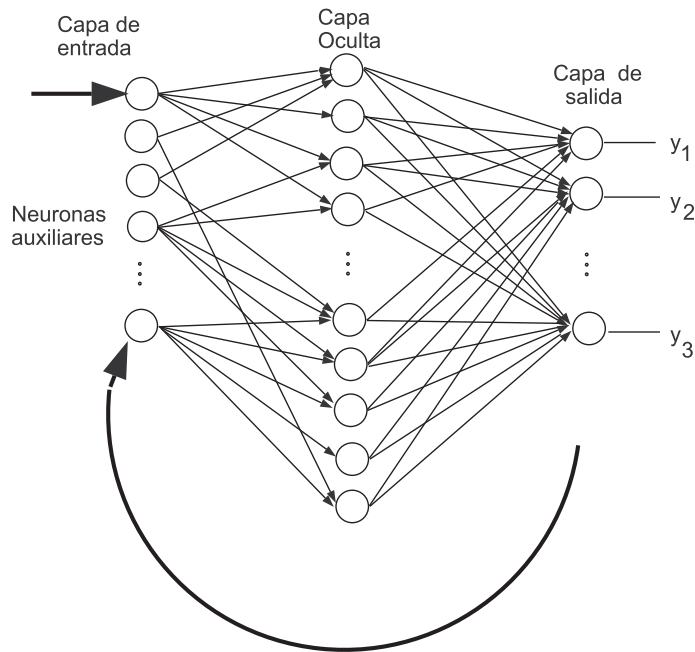 Capa de
entrada
Capa
Oculta
Capa de
salida
Neuronas
auxiliares
y1
y2
y3